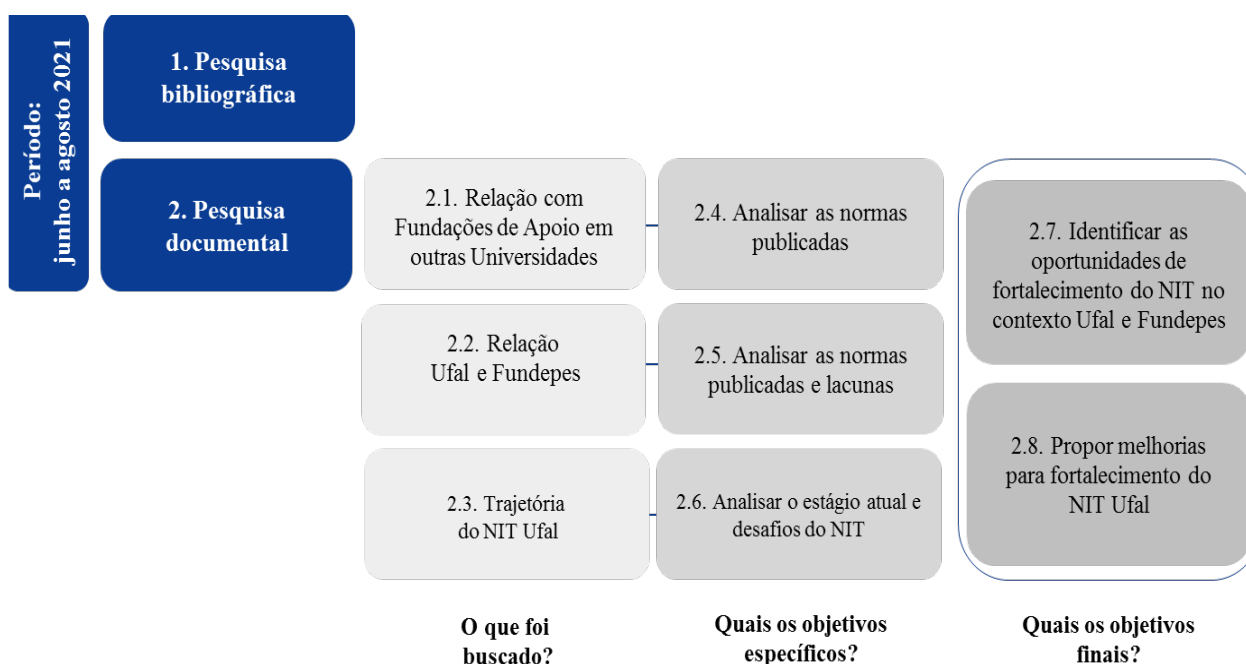 Período:
junho a agosto 2021
1. Pesquisa
bibliográfica
2. Pesquisa
documental
2.1. Relação com
Fundações de Apoio em
outras Universidades
2.4. Analisar as normas
publicadas
2.2. Relação
Ufal e Fundepes
2.5. Analisar as normas
publicadas e lacunas
2.3. Trajetória
do NIT Ufal
2.6. Analisar o estágio atual e
desafios do NIT
2.7. Identificar as
oportunidades de
fortalecimento do NIT no
contexto Ufal e Fundepes
2.8. Propor melhorias
para fortalecimento do
NIT Ufal
O que foi
buscado?
Quais os objetivos
específicos?
Quais os objetivos
finais?